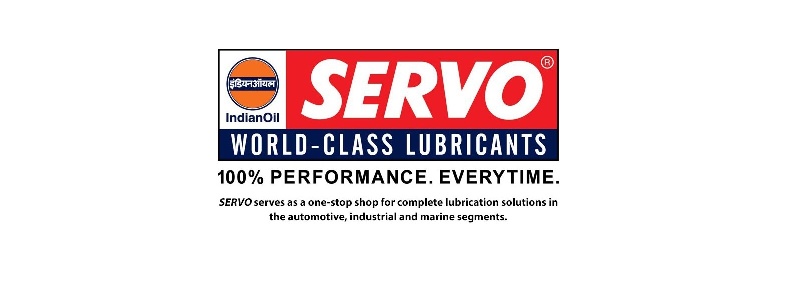 इंडियनऑयल
IndianOil
SERVO®
WORLD-CLASS LUBRICANTS
100% PERFORMANCE. EVERYTIME.
SERVO serves as a one-stop shop for complete lubrication solutions in
the automotive, industrial and marine segments.